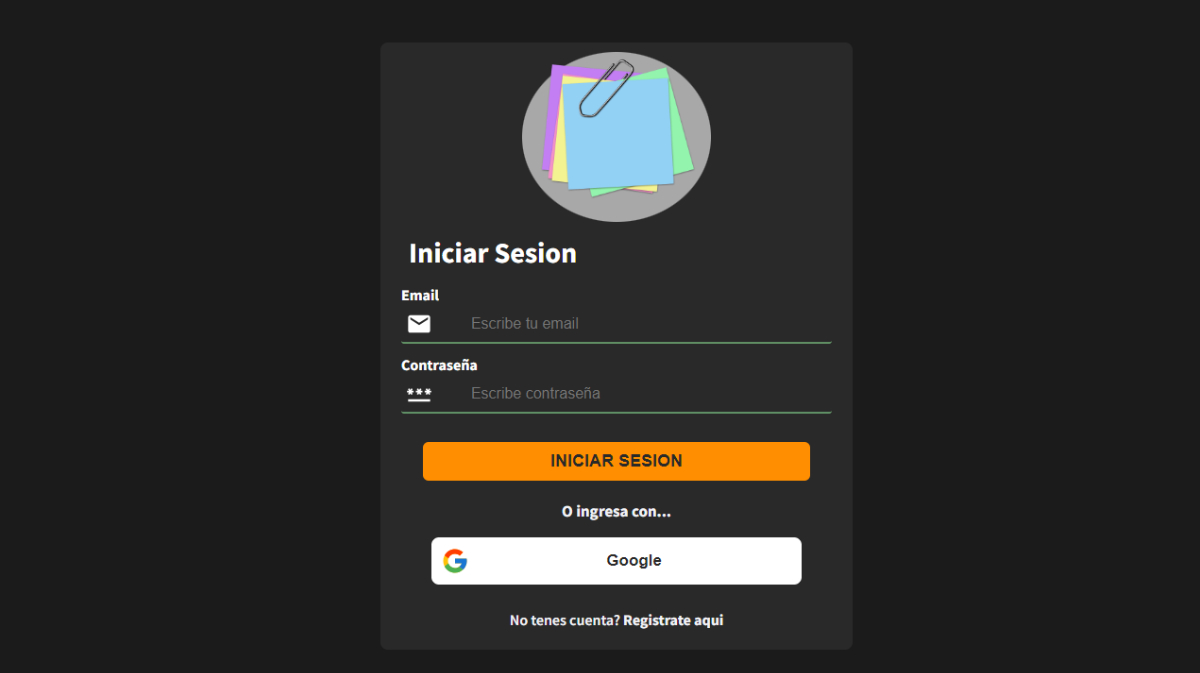 Iniciar Sesion
Email
Escribe tu email
Contraseña
Escribe contraseña
INICIAR SESION
O ingresa con...
Google
No tenes cuenta? Registrate aqui